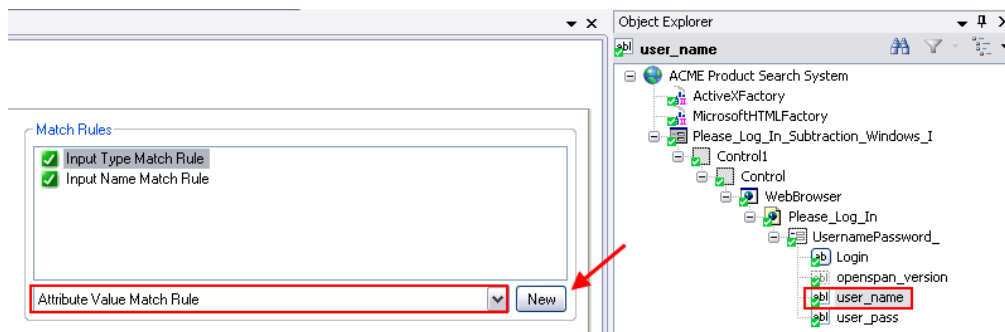 Match Rules
Input Type Match Rule
Input Name Match Rule
Attribute Value Match Rule
New
Object Explorer
user_name
ACME Product Search System
ActiveXFactory
MicrosoftHTMLFactory
Please_Log_In_Subtraction_Windows_I
Control1
Control
WebBrowser
Please_Log_In
UsernamePassword_
Login
openspan_version
user_name
user_pass